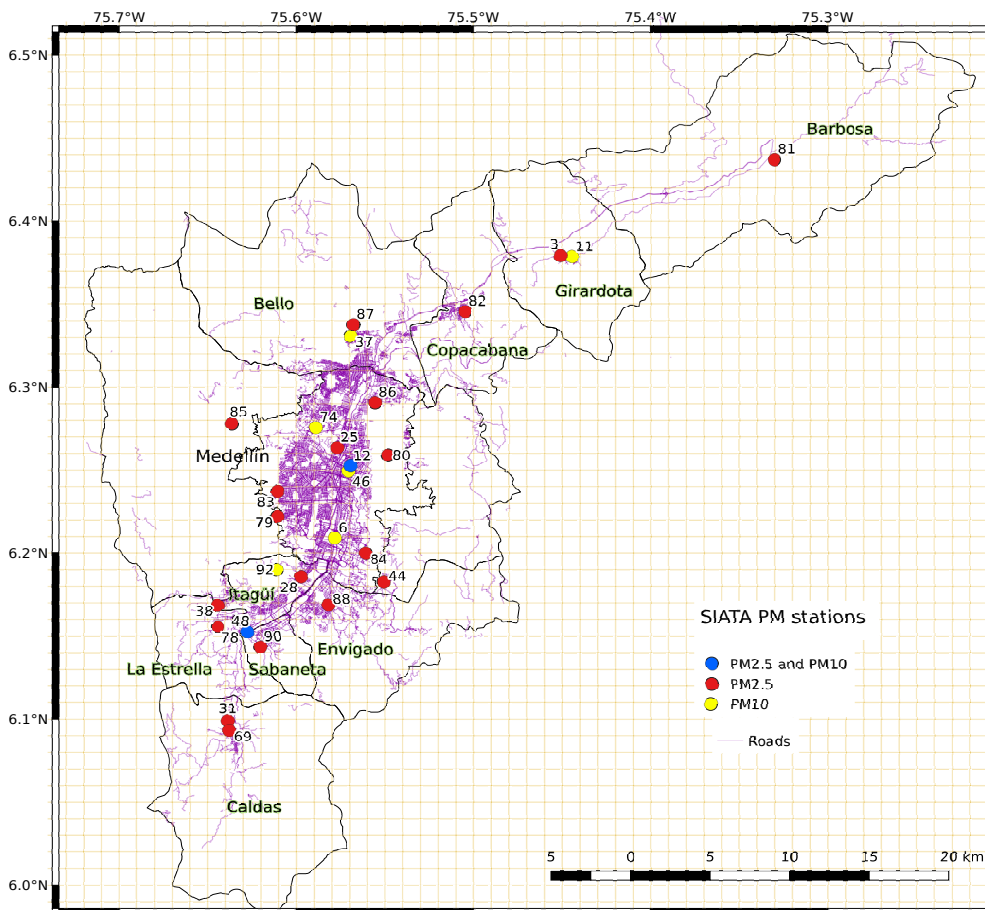 75.7°W 75.6°W 75.5°W 75.4°W 75.3°W
6.5°N
Barbosa
81
6.4°N
3 11
Girardota
Bello
82
87
37
Copacabana
6.3°N
86
85
74
25
Medellín
12
80
46
83
79
6
6.2°N
84
92
44
28
Itagüí
88
38
48
SIATA PM stations
78
90
Envigado
La Estrella
Sabaneta
PM2.5 and PM10
PM2.5
PM10
31
6.1°N
69
Roads
Caldas
5 0 5 10 15 20 km
6.0°N